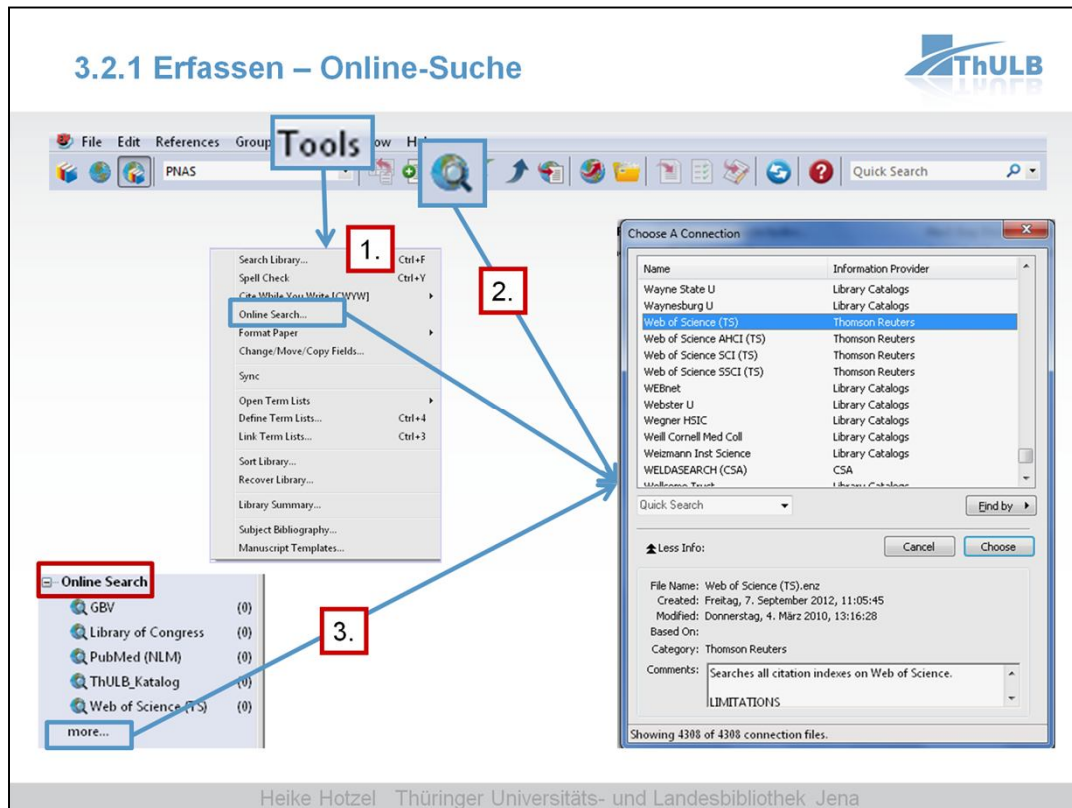 3.2.1 Erfassen – Online-Suche
ThULB
File Edit References Group Tools ow H
PNAS
Quick Search
1.
Search Library... Ctrl+F
Spell Check Ctrl+Y
Cite While You Write [CWYW]
Online Search...
Format Paper
Change/Move/Copy Fields...
Sync
Open Term Lists
Define Term Lists... Ctrl+4
Link Term Lists... Ctrl+3
Sort Library...
Recover Library...
Library Summary...
Subject Bibliography...
Manuscript Templates...
2.
Online Search
GBV (0)
Library of Congress (0)
PubMed (NLM) (0)
ThULB_Katalog (0)
Web of Science (TS) (0)
more...
3.
Choose A Connection
Name Information Provider
Wayne State U Library Catalogs
Waynesburg U Library Catalogs
Web of Science (TS) Thomson Reuters
Web of Science AHCI (TS) Thomson Reuters
Web of Science SCI (TS) Thomson Reuters
Web of Science SSCI (TS) Thomson Reuters
WEBnet Library Catalogs
Webster U Library Catalogs
Wegner HSIC Library Catalogs
Weill Cornell Med Coll Library Catalogs
Weizmann Inst Science Library Catalogs
WELDASEARCH (CSA) CSA
Wellcome Trust Library Catalogs
Quick Search Find by
Less Info: Cancel Choose
File Name: Web of Science (TS).enz
Created: Freitag, 7. September 2012, 11:05:45
Modified: Donnerstag, 4. März 2010, 13:16:28
Based On:
Category: Thomson Reuters
Comments: Searches all citation indexes on Web of Science.
LIMITATIONS
Showing 4308 of 4308 connection files.
Heike Hotzel Thüringer Universitäts- und Landesbibliothek Jena